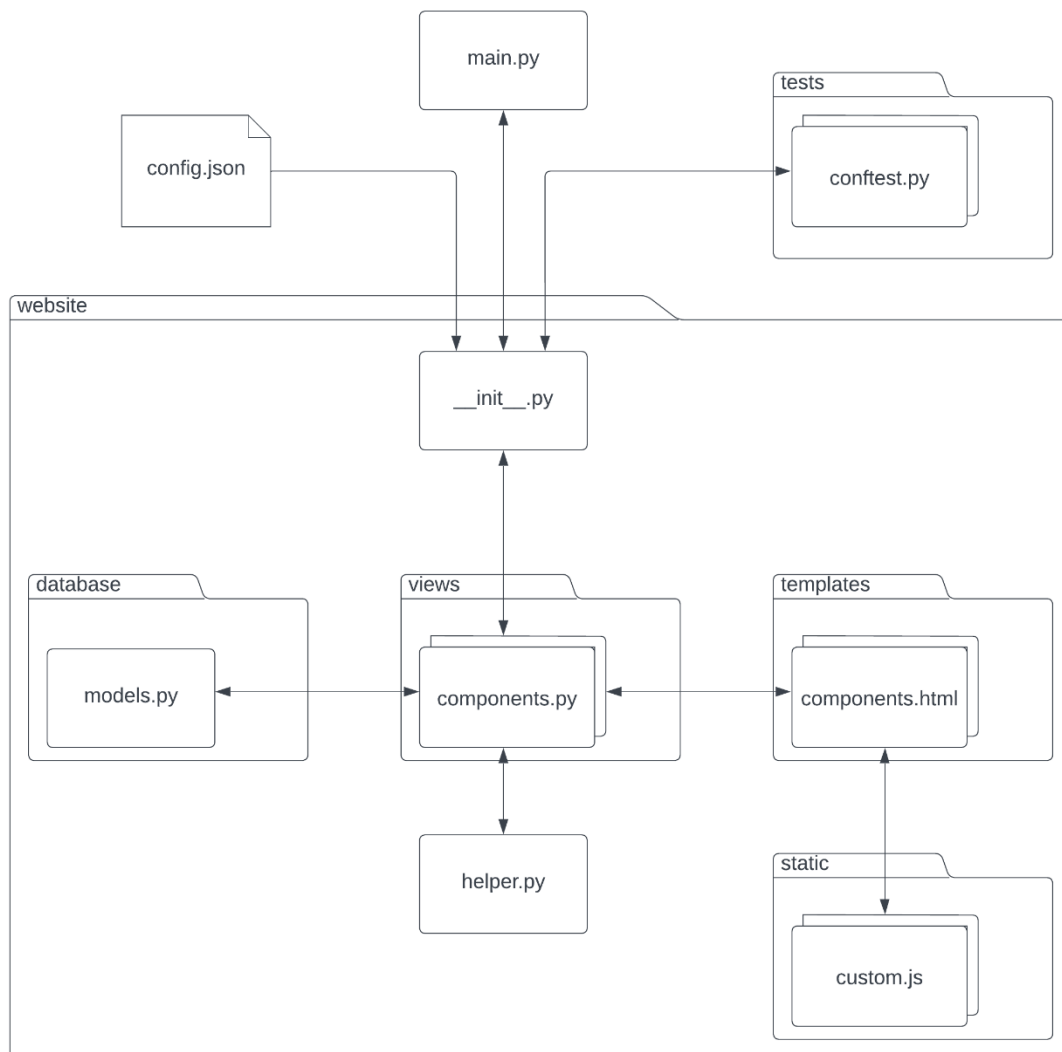 main.py
tests
config.json
conftest.py
website
__init__.py
database
views
templates
models.py
components.py
components.html
static
helper.py
custom.js